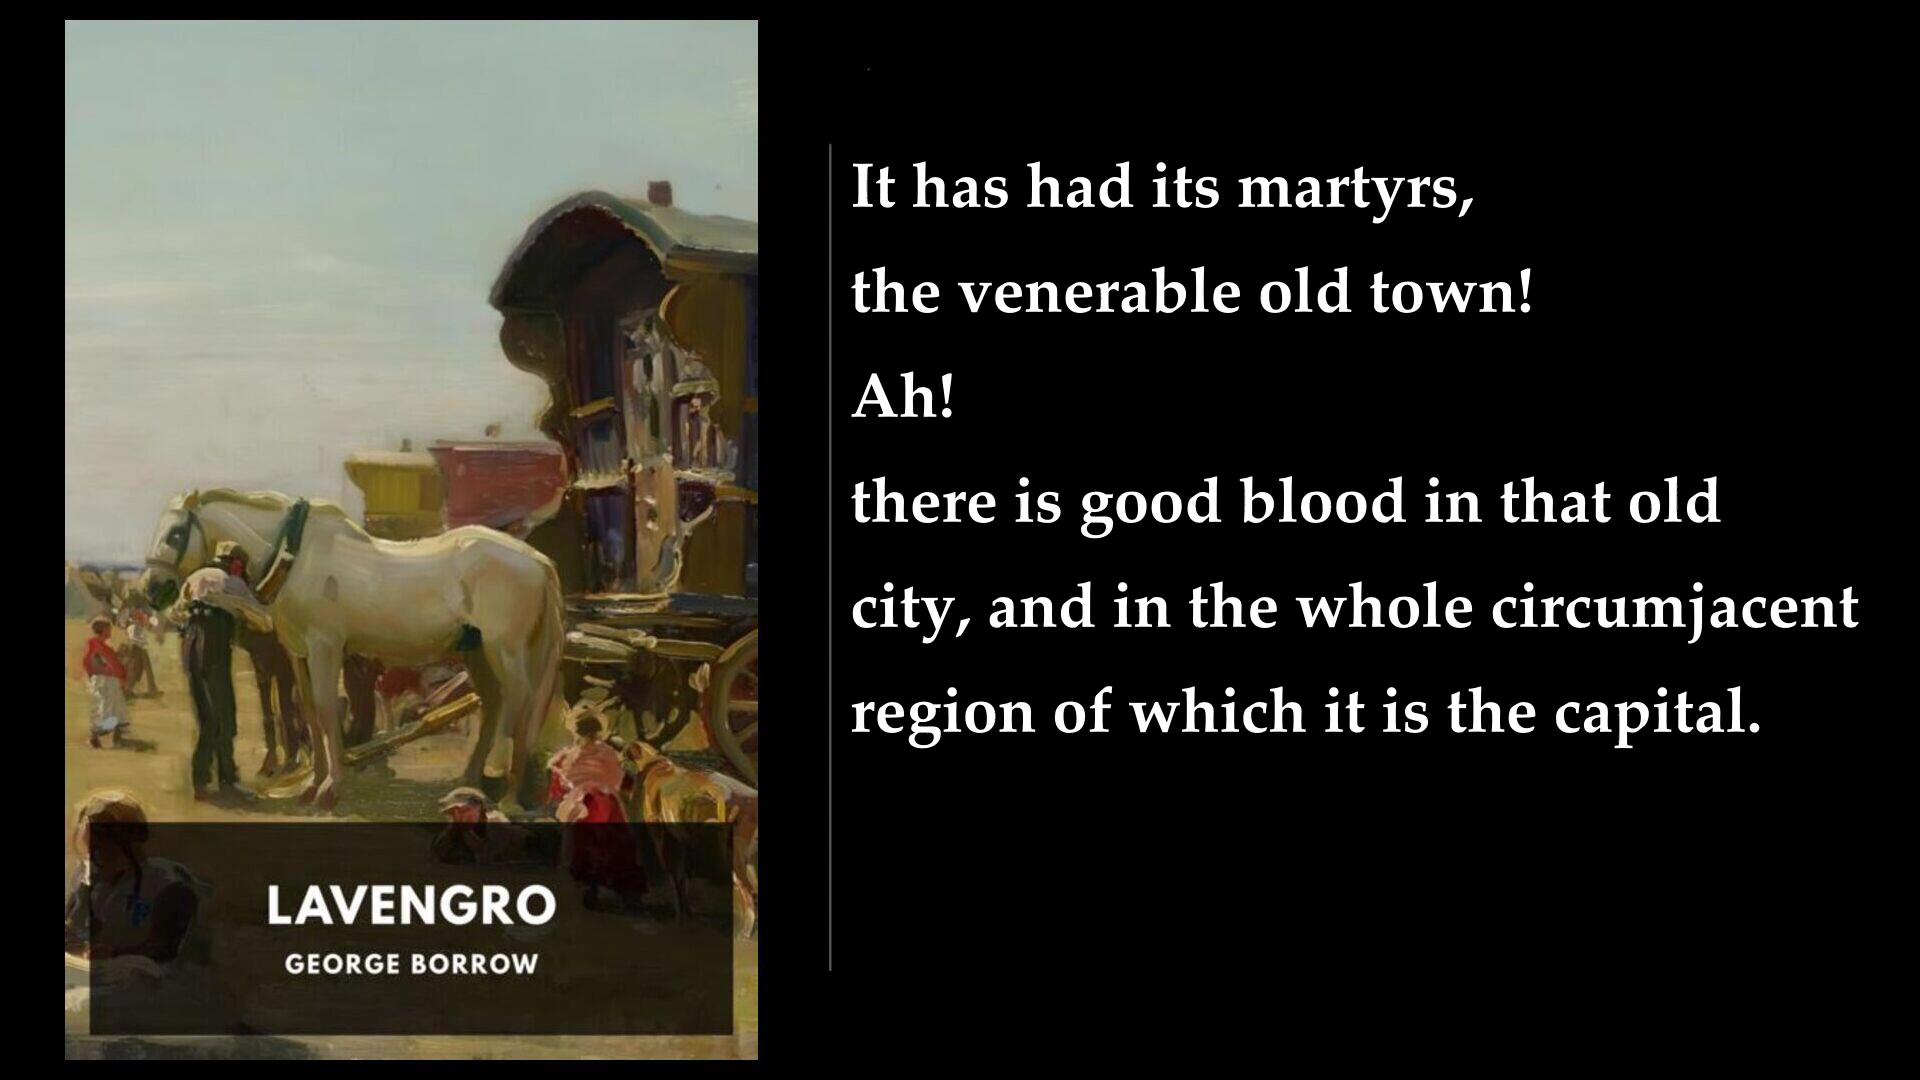 It has had its martyrs,
the venerable old town!
Ah!
there is good blood in that old
city, and in the whole circumjacent
region of which it is the capital.
LAVENGRO
GEORGE BORROW